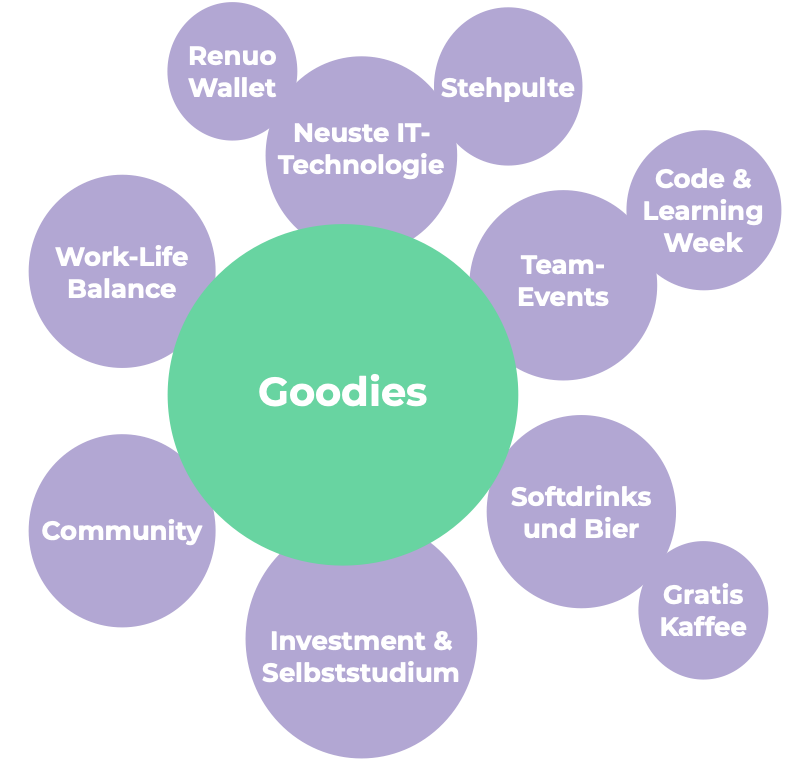 Renuo
Wallet
Stehpulte
Neuste IT-
Technologie
Code &
Learning
Week
Work-Life
Balance
Team-
Events
Goodies
Softdrinks
und Bier
Community
Gratis
Kaffee
Investment &
Selbststudium